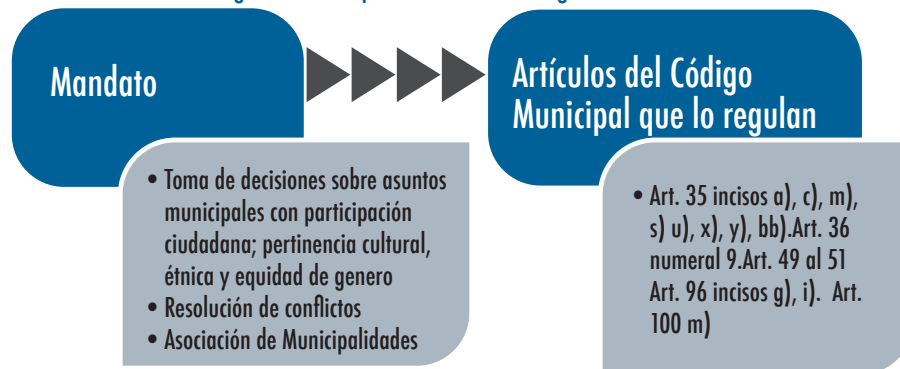 Mandato
Artículos del Código
Municipal que lo regulan
• Toma de decisiones sobre asuntos
municipales con participación
ciudadana; pertinencia cultural,
étnica y equidad de genero
• Resolución de conflictos
• Asociación de Municipalidades
• Art. 35 incisos a), c), m),
s) u), x), y), bb).Art. 36
numeral 9.Art. 49 al 51
Art. 96 incisos g), i). Art.
100 m)